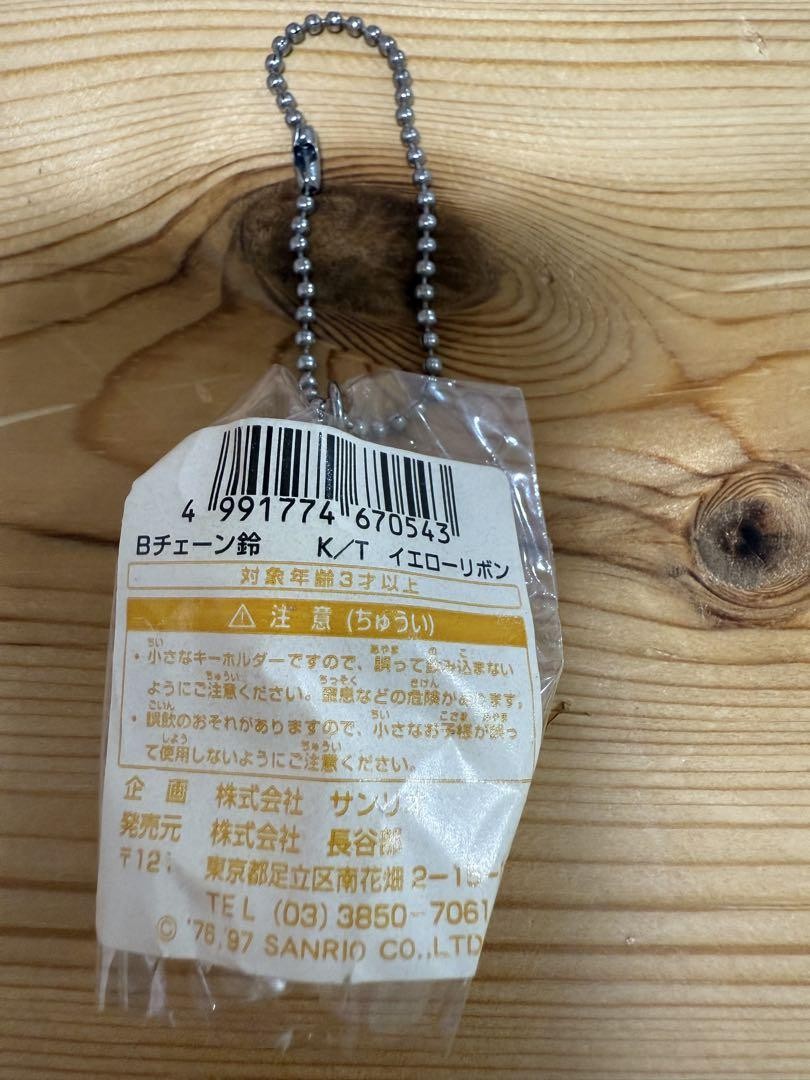 4 991774 670543
Bチェーン鈴 K/T イエローリボン
対象年齢3才以上
⚠ 注意 (ちゅうい)
・小さなキーホルダーですので、誤って飲み込まない
ようにご注意ください。窒息などの危険があります。
・誤飲のおそれがありますので、小さなお子様が誤っ
て使用しないようにご注意ください。
企画 株式会社 サンリオ
発売元 株式会社 長谷
〒12 東京都足立区南花畑 2-15-
TEL (03) 3850-7061
© '76,'97 SANRIO CO.,LTD